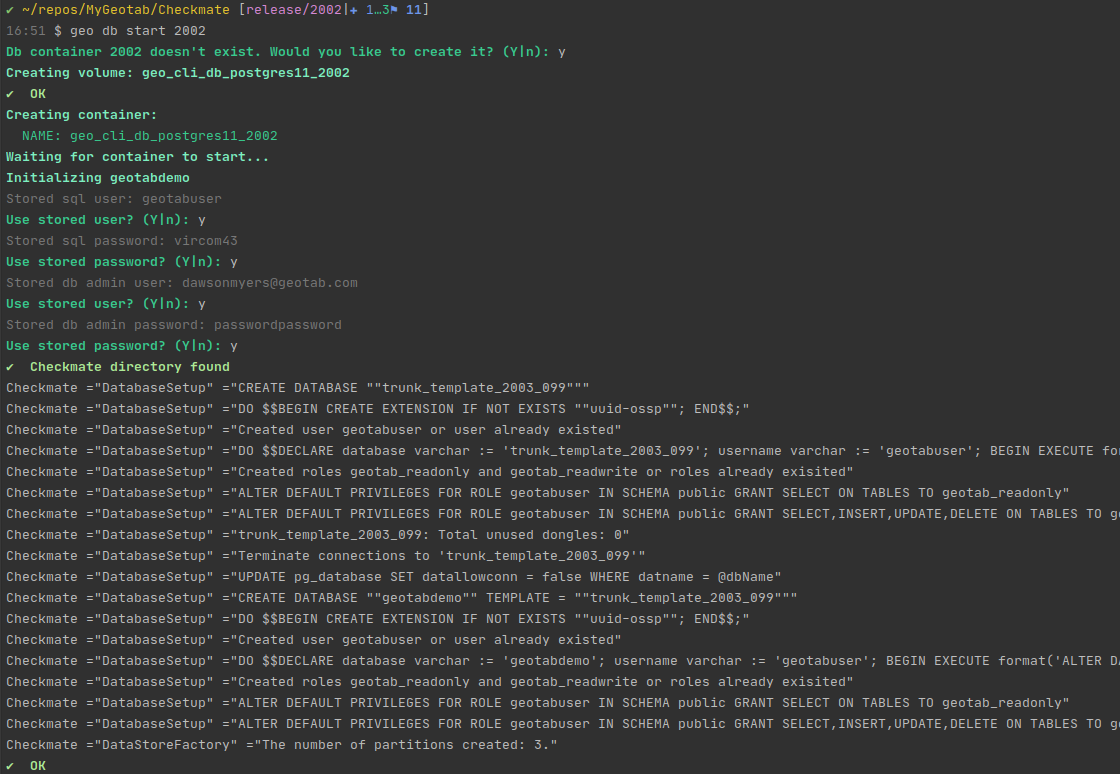 ✔ ~/repos/MyGeotab/Checkmate [release/2002|✚ 1…3⚑ 11]
16:51 $ geo db start 2002
Db container 2002 doesn't exist. Would you like to create it? (Y|n): y
Creating volume: geo_cli_db_postgres11_2002
✔  OK
Creating container:
  NAME: geo_cli_db_postgres11_2002
Waiting for container to start...
Initializing geotabdemo
Stored sql user: geotabuser
Use stored user? (Y|n): y
Stored sql password: vircom43
Use stored password? (Y|n): y
Stored db admin user: dawsonmyers@geotab.com
Use stored user? (Y|n): y
Stored db admin password: passwordpassword
Use stored password? (Y|n): y
✔  Checkmate directory found
Checkmate ="DatabaseSetup" ="CREATE DATABASE ""trunk_template_2003_099"""
Checkmate ="DatabaseSetup" ="DO $$BEGIN CREATE EXTENSION IF NOT EXISTS ""uuid-ossp""; END$$;"
Checkmate ="DatabaseSetup" ="Created user geotabuser or user already existed"
Checkmate ="DatabaseSetup" ="DO $$DECLARE database varchar := 'trunk_template_2003_099'; username varchar := 'geotabuser'; BEGIN EXECUTE for
Checkmate ="DatabaseSetup" ="Created roles geotab_readonly and geotab_readwrite or roles already exisited"
Checkmate ="DatabaseSetup" ="ALTER DEFAULT PRIVILEGES FOR ROLE geotabuser IN SCHEMA public GRANT SELECT ON TABLES TO geotab_readonly"
Checkmate ="DatabaseSetup" ="ALTER DEFAULT PRIVILEGES FOR ROLE geotabuser IN SCHEMA public GRANT SELECT,INSERT,UPDATE,DELETE ON TABLES TO ge
Checkmate ="DatabaseSetup" ="trunk_template_2003_099: Total unused dongles: 0"
Checkmate ="DatabaseSetup" ="Terminate connections to 'trunk_template_2003_099'"
Checkmate ="DatabaseSetup" ="UPDATE pg_database SET datallowconn = false WHERE datname = @dbName"
Checkmate ="DatabaseSetup" ="CREATE DATABASE ""geotabdemo"" TEMPLATE = ""trunk_template_2003_099"""
Checkmate ="DatabaseSetup" ="DO $$BEGIN CREATE EXTENSION IF NOT EXISTS ""uuid-ossp""; END$$;"
Checkmate ="DatabaseSetup" ="Created user geotabuser or user already existed"
Checkmate ="DatabaseSetup" ="DO $$DECLARE database varchar := 'geotabdemo'; username varchar := 'geotabuser'; BEGIN EXECUTE format('ALTER DA
Checkmate ="DatabaseSetup" ="Created roles geotab_readonly and geotab_readwrite or roles already exisited"
Checkmate ="DatabaseSetup" ="ALTER DEFAULT PRIVILEGES FOR ROLE geotabuser IN SCHEMA public GRANT SELECT ON TABLES TO geotab_readonly"
Checkmate ="DatabaseSetup" ="ALTER DEFAULT PRIVILEGES FOR ROLE geotabuser IN SCHEMA public GRANT SELECT,INSERT,UPDATE,DELETE ON TABLES TO ge
Checkmate ="DataStoreFactory" ="The number of partitions created: 3."
✔  OK